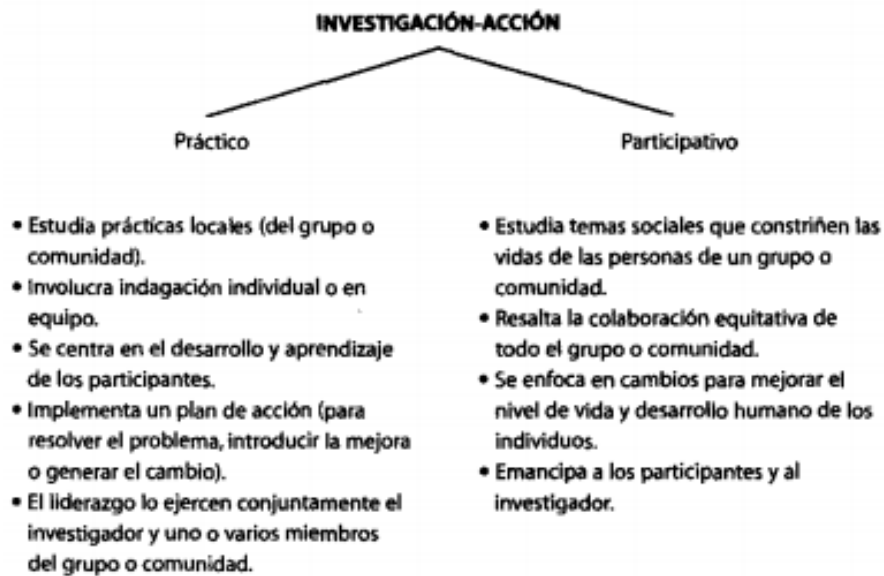 INVESTIGACIÓN-ACCIÓN
Práctico
Participativo
• Estudia prácticas locales (del grupo o
comunidad).
• Involucra indagación individual o en
equipo.
• Se centra en el desarrollo y aprendizaje
de los participantes.
• Implementa un plan de acción (para
resolver el problema, introducir la mejora
o generar el cambio).
• El liderazgo lo ejercen conjuntamente el
investigador y uno o varios miembros
del grupo o comunidad.
• Estudia temas sociales que constriñen las
vidas de las personas de un grupo o
comunidad.
• Resalta la colaboración equitativa de
todo el grupo o comunidad.
• Se enfoca en cambios para mejorar el
nivel de vida y desarrollo humano de los
individuos.
• Emancipa a los participantes y al
investigador.